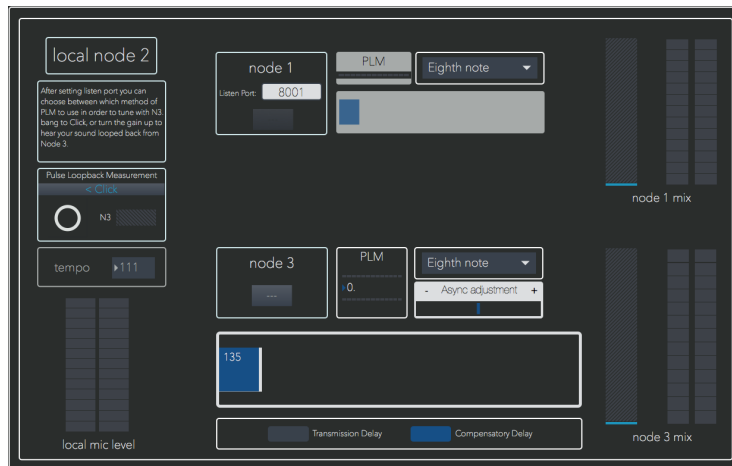 local node 2
After setting listen port you can
choose between which method of
PLM to use in order to tune with N3.
bang to Click, or turn the gain up to
hear your sound looped back from
Node 3.
Pulse Loopback Measurement
< Click
N3
tempo
111
local mic level
node 1
Listen Port:
8001
PLM
Eighth note
node 1 mix
node 3
---
PLM
0.
Eighth note
- Async adjustment +
135
Transmission Delay
Compensatory Delay
node 3 mix